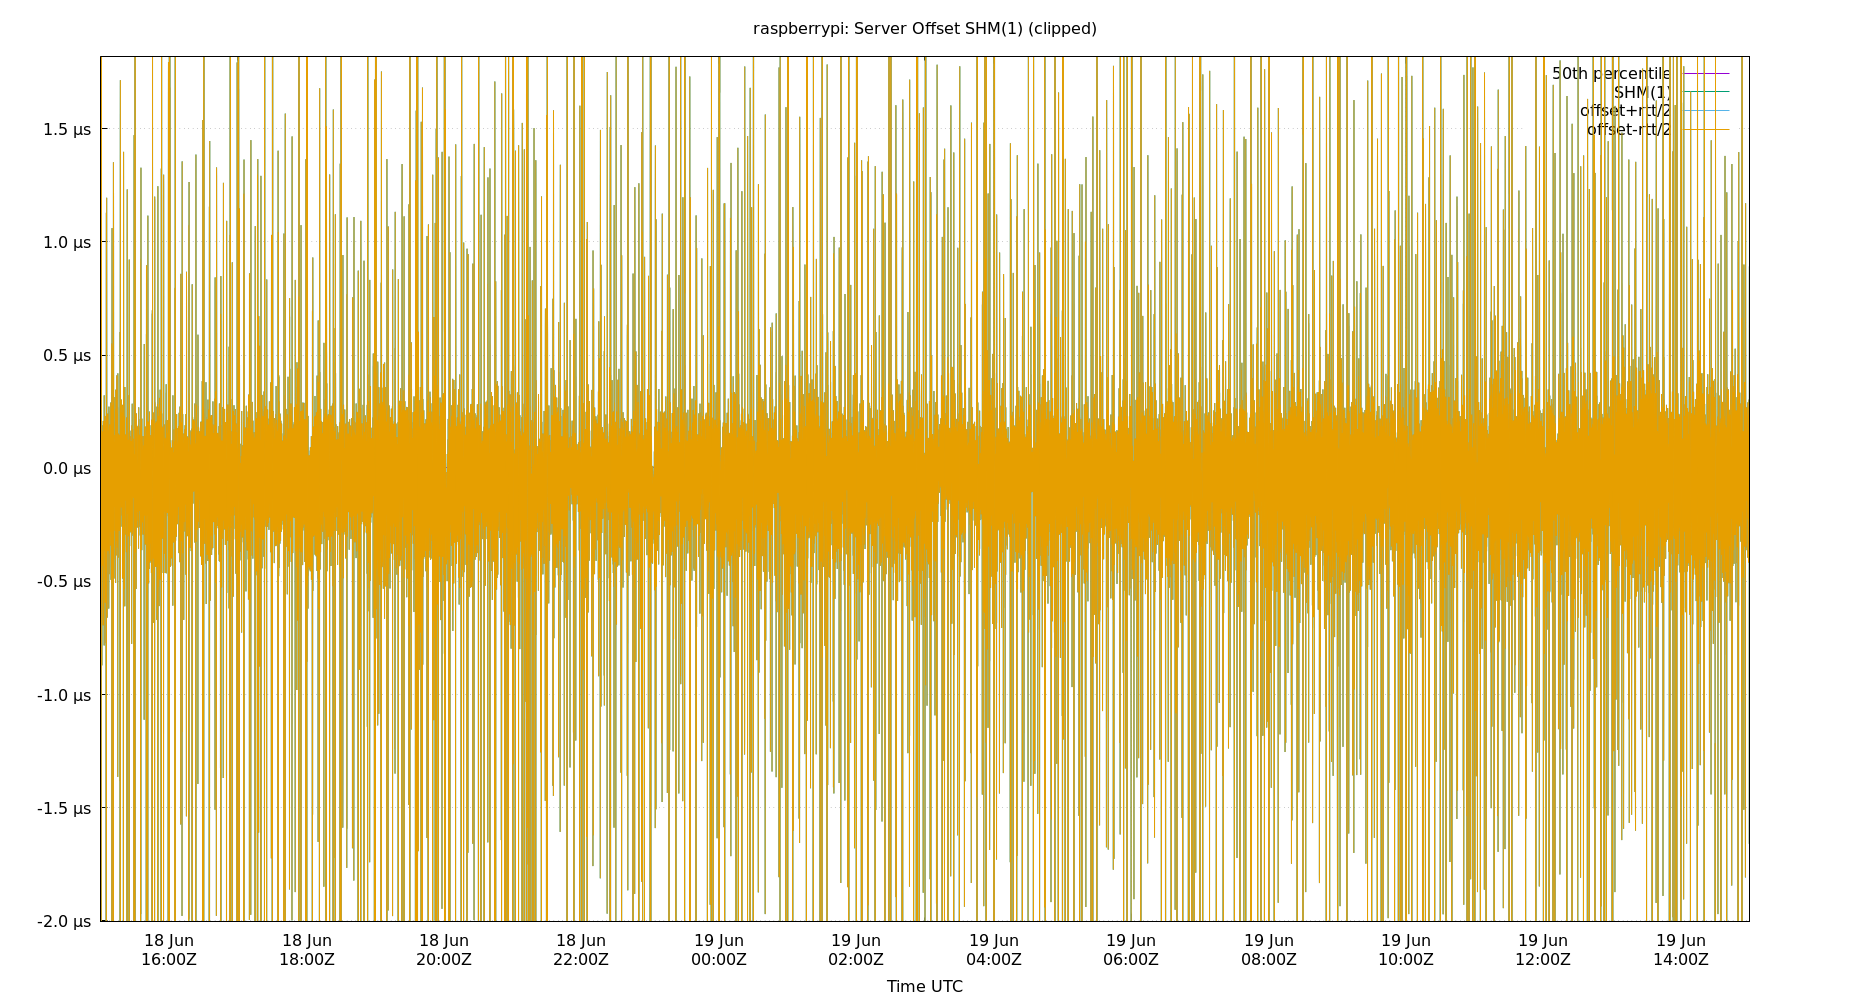 raspberrypi: Server Offset SHM(1) (clipped)
50th percentile
SHM(1)
offset+rtt/2
offset-rtt/2
1.5 µs
1.0 µs
0.5 µs
0.0 µs
-0.5 µs
-1.0 µs
-1.5 µs
-2.0 µs
18 Jun 18 Jun 18 Jun 18 Jun 19 Jun 19 Jun 19 Jun 19 Jun 19 Jun 19 Jun 19 Jun 19 Jun
16:00Z 18:00Z 20:00Z 22:00Z 00:00Z 02:00Z 04:00Z 06:00Z 08:00Z 10:00Z 12:00Z 14:00Z
Time UTC